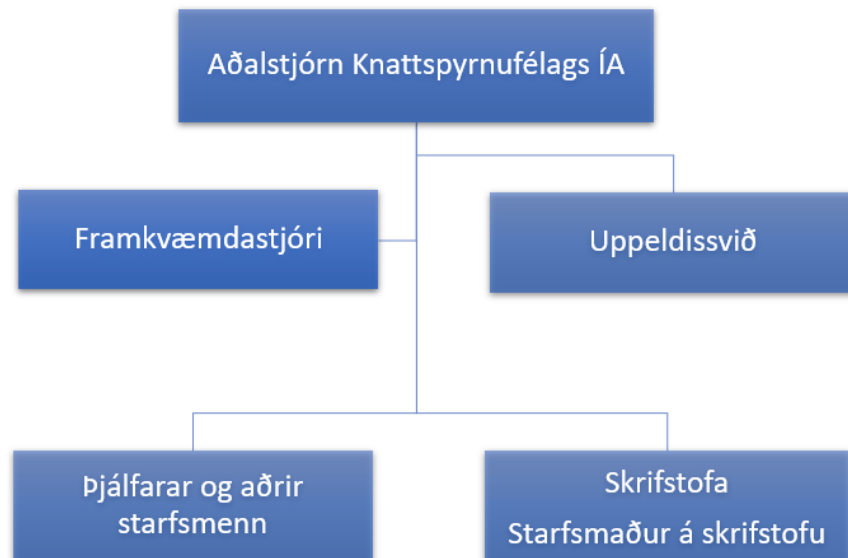 Aðalstjórn Knattspyrnufélags ÍA
Framkvæmdastjóri
Uppeldissvið
Þjálfarar og aðrir
starfsmenn
Skrifstofa
Starfsmaður á skrifstofu